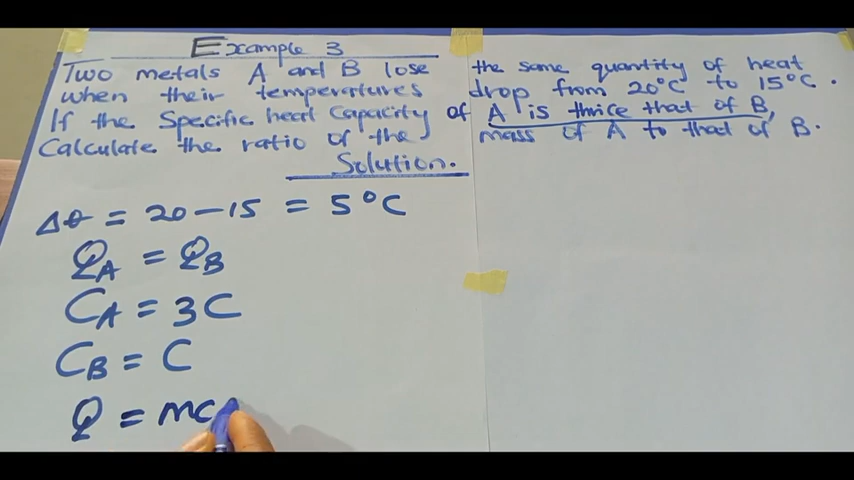 Example 3
Two metals A and B lose the same quantity of heat
when their temperatures drop from 20°C to 15°C.
If the Specific heat Capacity of A is thrice that of B,
Calculate the ratio of the mass of A to that of B.
Solution.
Δθ = 20 - 15 = 5°C
QA = QB
CA = 3C
CB = C
Q = mc